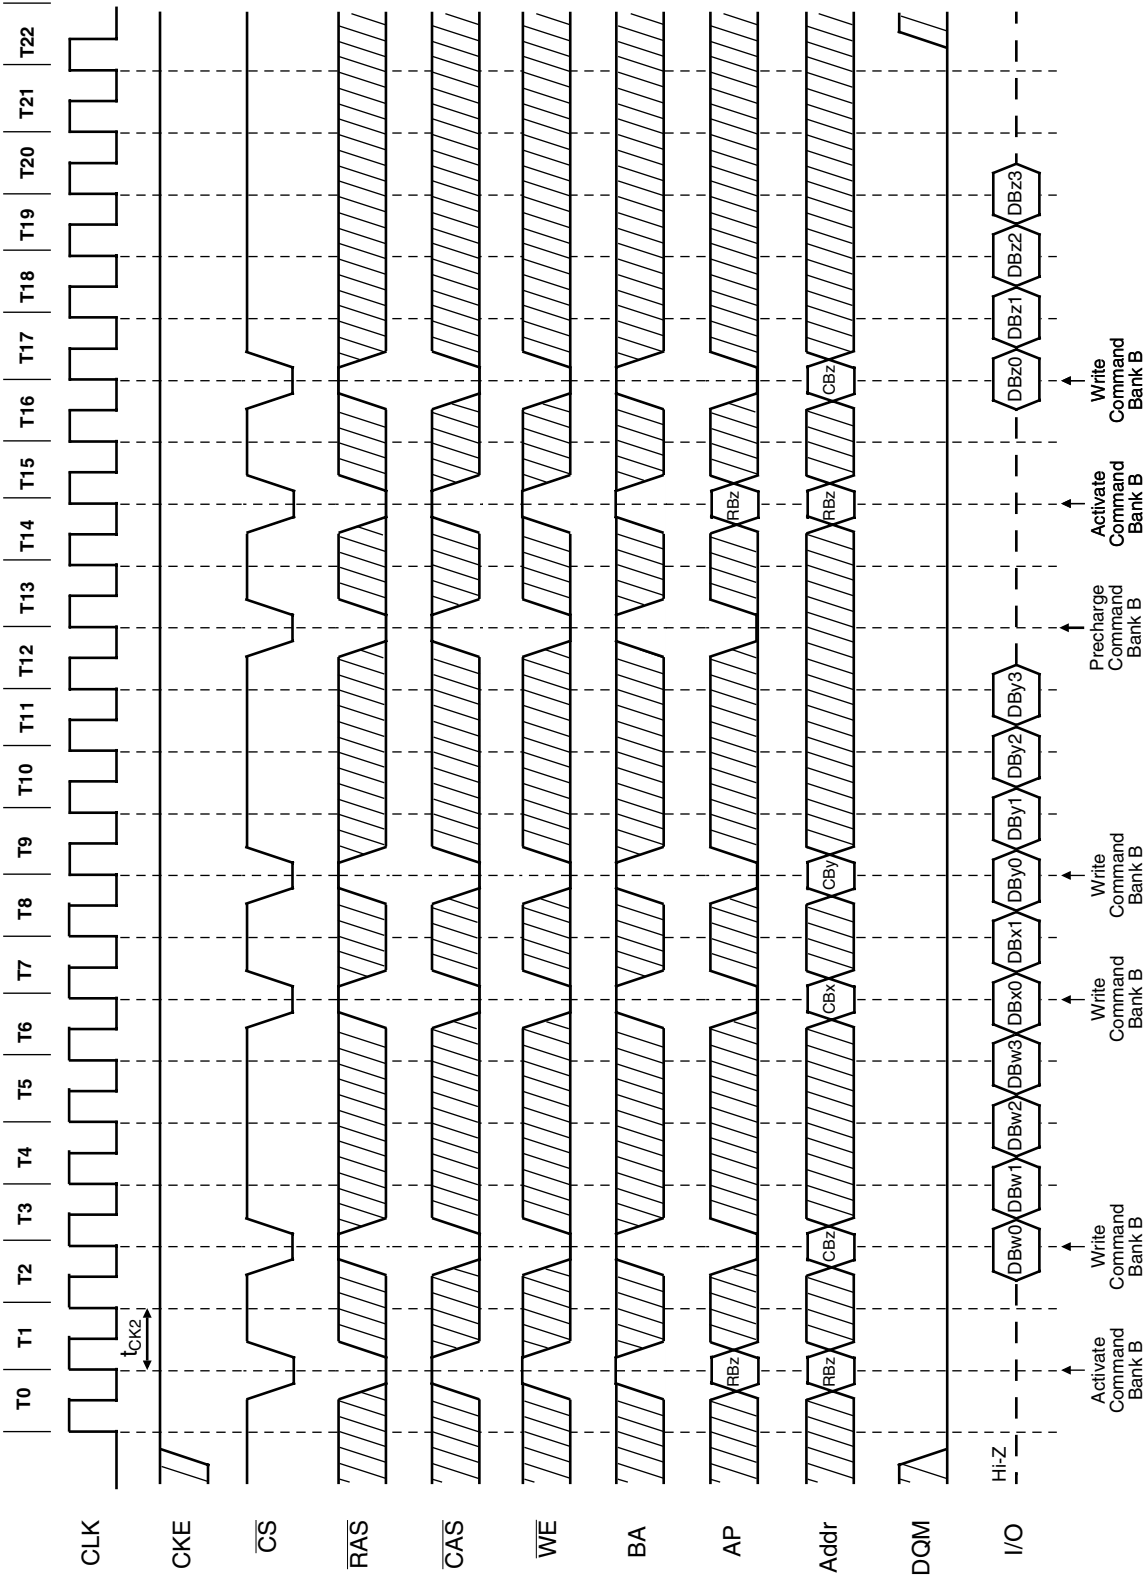 T0 T1 T2 T3 T4 T5 T6 T7 T8 T9 T10 T11 T12 T13 T14 T15 T16 T17 T18 T19 T20 T21 T22
CLK
tCK2
CKE
CS
RAS
CAS
WE
BA
AP
RBz RBz
Addr
RBz CBz CBx CBy RBz CBz
DQM
I/O
Hi-Z
DBw0 DBw1 DBw2 DBw3 DBx0 DBx1 DBy0 DBy1 DBy2 DBy3 DBz0 DBz1 DBz2 DBz3
Activate
Command
Bank B
Write
Command
Bank B
Write
Command
Bank B
Write
Command
Bank B
Precharge
Command
Bank B
Activate
Command
Bank B
Write
Command
Bank B